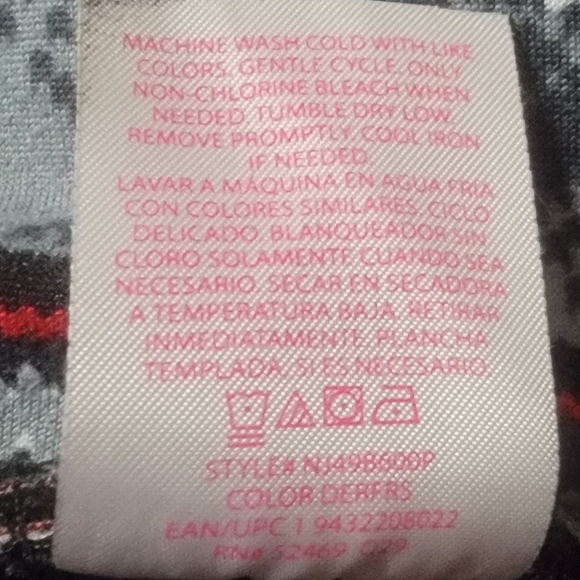 MACHINE WASH COLD WITH LIKE
COLORS. GENTLE CYCLE. ONLY
NON-CHLORINE BLEACH WHEN
NEEDED. TUMBLE DRY LOW.
REMOVE PROMPTLY. COOL IRON
IF NEEDED.
LAVAR A MÁQUINA EN AGUA FRIA
CON COLORES SIMILARES. CICLO
DELICADO. BLANQUEADOR SIN
CLORO SOLAMENTE CUANDO SEA
NECESARIO. SECAR EN SECADORA
A TEMPERATURA BAJA. RETIRAR
INMEDIATAMENTE. PLANCHA
TEMPLADA, SI ES NECESARIO.
STYLE# NJ49B600P
COLOR DERFRS
EAN/UPC 1 9432208022
RN# 52469